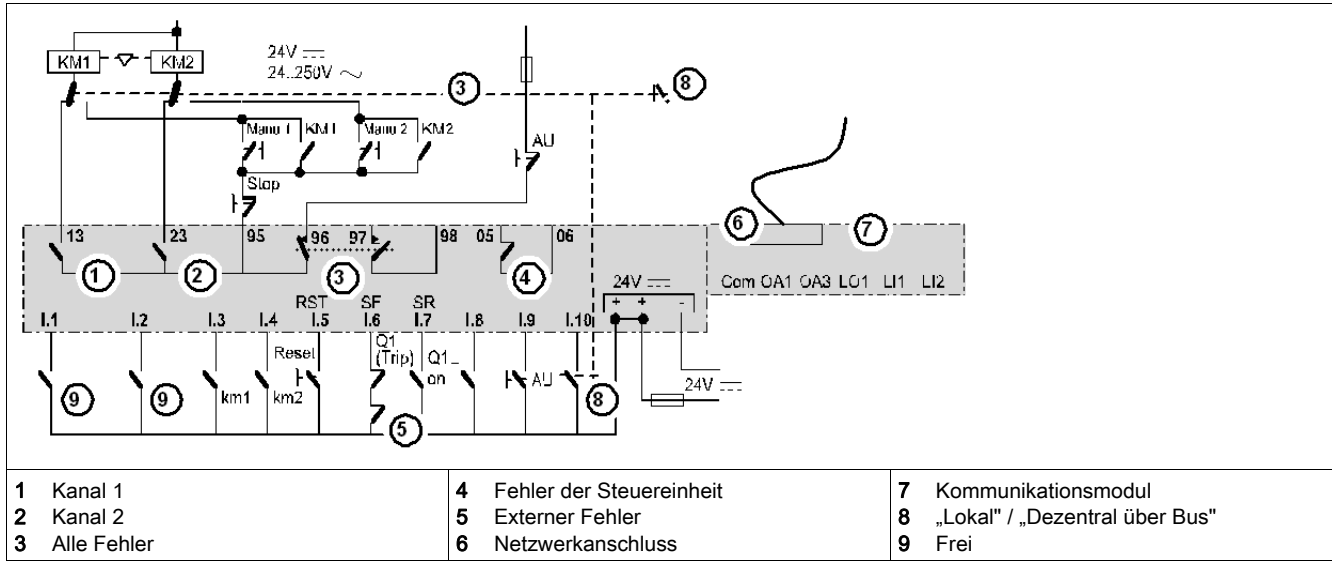 KM1 KM2
24V
24..250V
3
8
Manu 1 KM1 Manu 2 KM2
AU
Stop
6 7
13 23 95 96 97 98 05 06
1 2 3 4
24V
Com OA1 OA3 LO1 LI1 LI2
RST SF SR
+ + -
I.1 I.2 I.3 I.4 I.5 I.6 I.7 I.8 I.9 I.10
Q1
(Trip)
Reset
Q1_
on
AU
24V
9 9 km1 km2 8
5
1 Kanal 1
2 Kanal 2
3 Alle Fehler
4 Fehler der Steuereinheit
5 Externer Fehler
6 Netzwerkanschluss
7 Kommunikationsmodul
8 „Lokal" / „Dezentral über Bus"
9 Frei